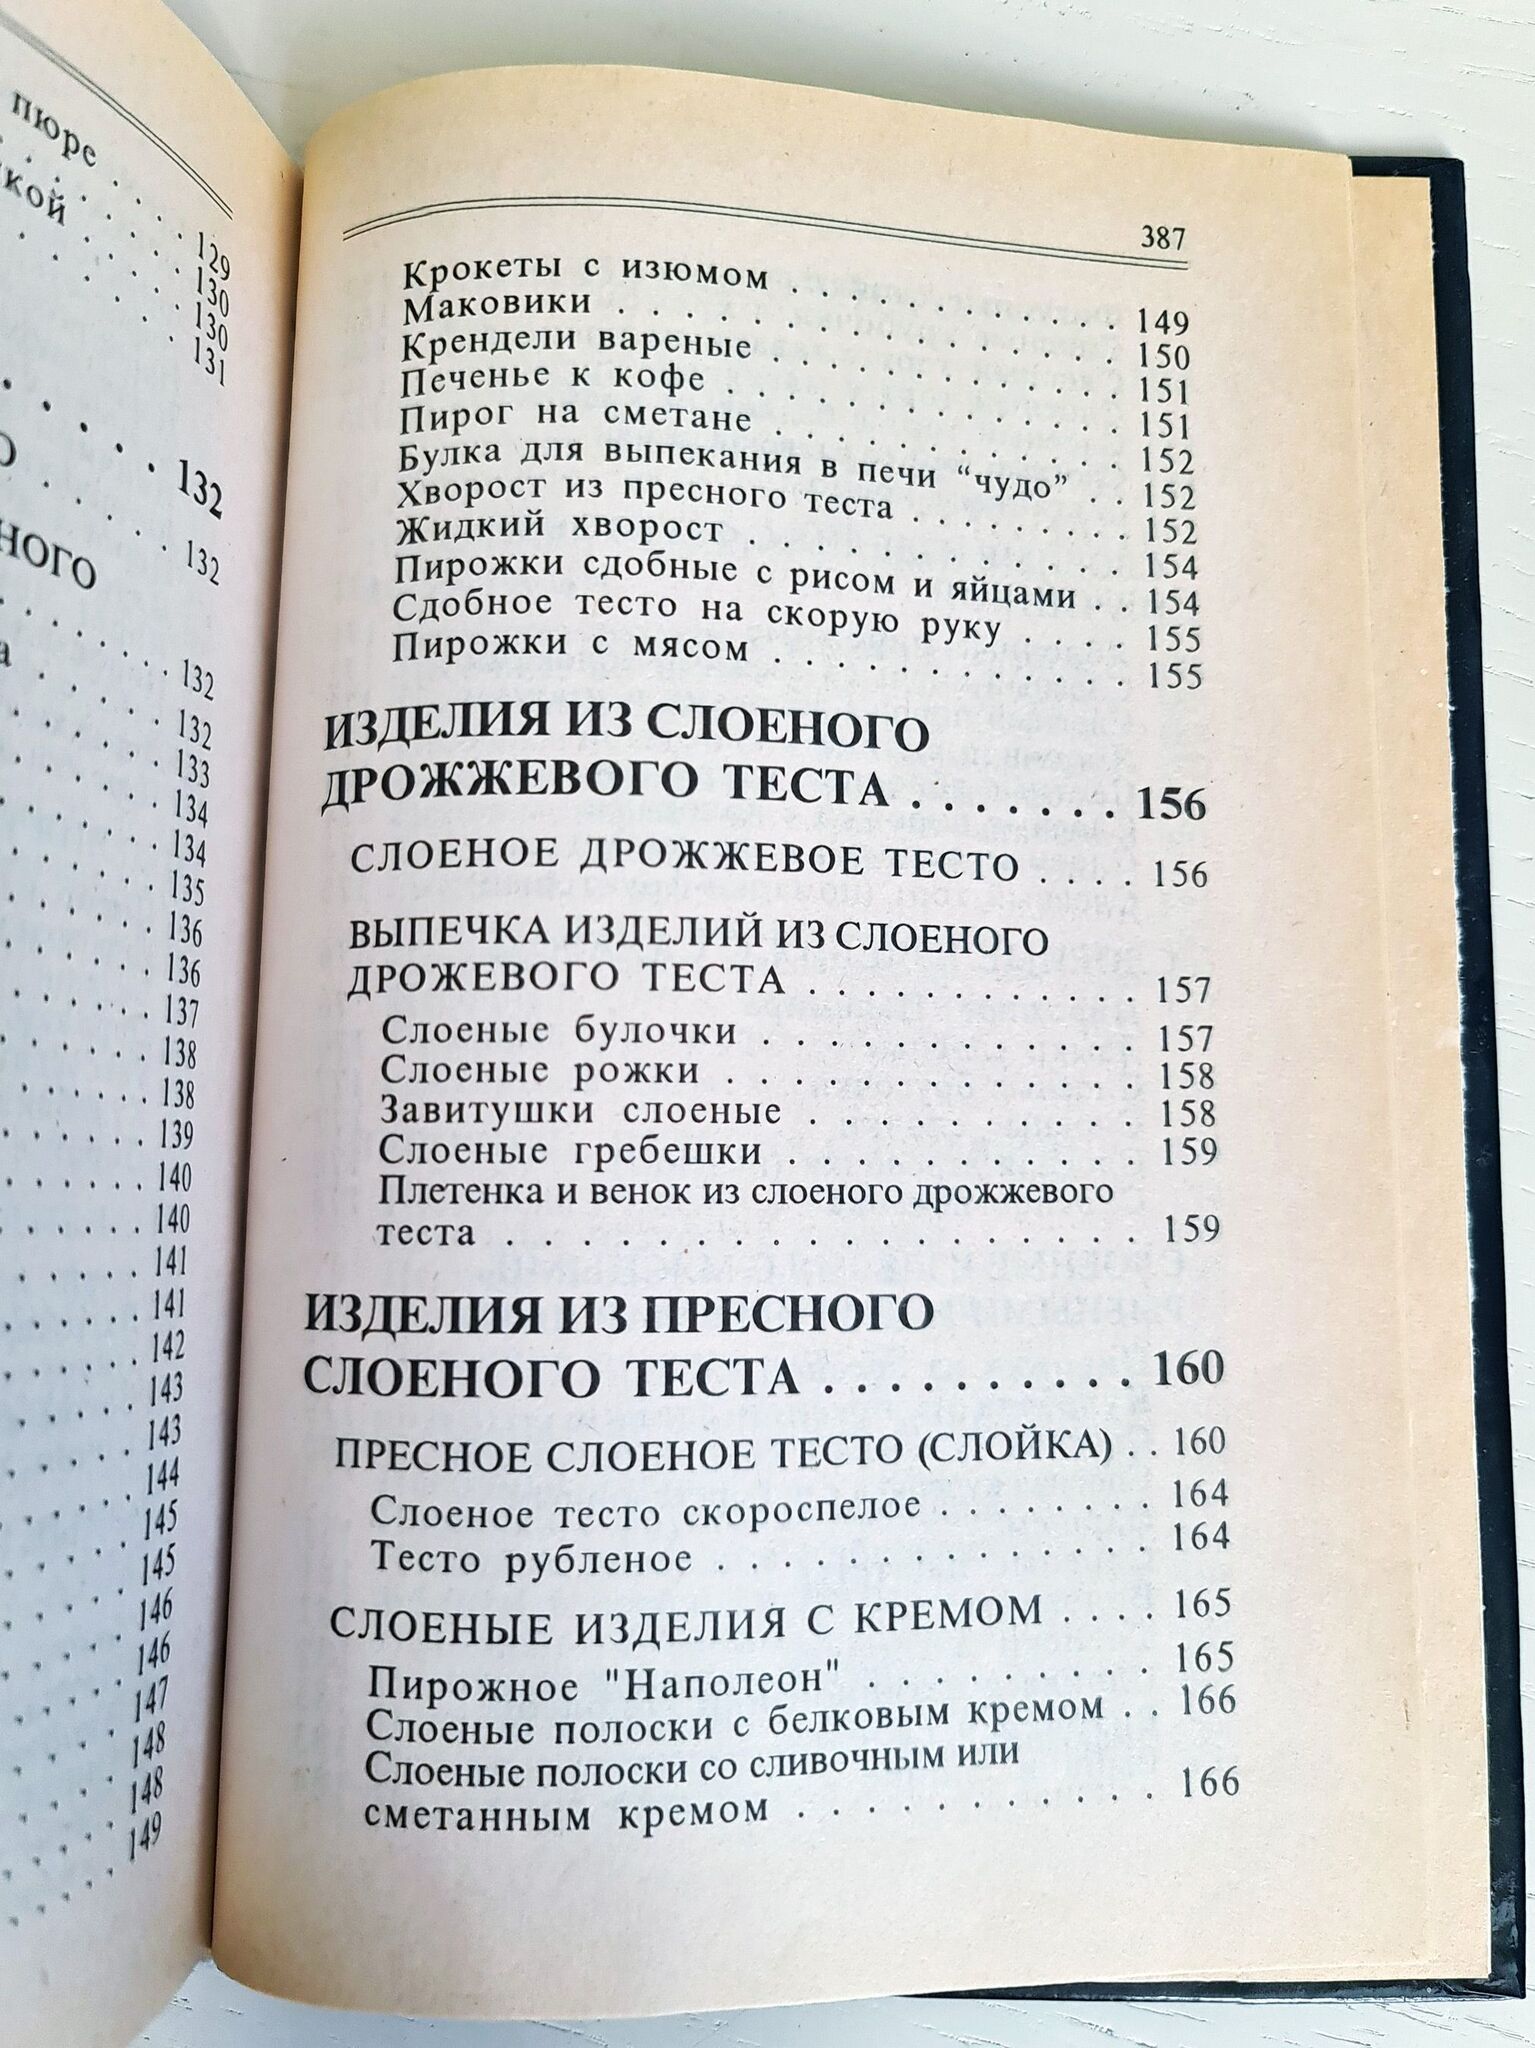 пюре
129
130
130
131
132
132
132
132
133
134
134
135
136
136
137
138
138
139
140
140
141
141
142
143
143
144
145
145
146
146
147
148
148
149
387
Крокеты с изюмом . . . . . . . . . . 149
Маковики . . . . . . . . . . . . . . 150
Крендели вареные . . . . . . . . . . 151
Печенье к кофе . . . . . . . . . . . 151
Пирог на сметане . . . . . . . . . . 152
Булка для выпекания в печи “чудо” . . 152
Хворост из пресного теста . . . . . . . 152
Жидкий хворост . . . . . . . . . . . 154
Пирожки сдобные с рисом и яйцами . . 154
Сдобное тесто на скорую руку . . . . 155
Пирожки с мясом . . . . . . . . . . . 155
ИЗДЕЛИЯ ИЗ СЛОЕНОГО
ДРОЖЖЕВОГО ТЕСТА . . . . . . . 156
СЛОЕНОЕ ДРОЖЖЕВОЕ ТЕСТО . . . . 156
ВЫПЕЧКА ИЗДЕЛИЙ ИЗ СЛОЕНОГО
ДРОЖЕВОГО ТЕСТА . . . . . . . . . . 157
Слоеные булочки . . . . . . . . . . . 157
Слоеные рожки . . . . . . . . . . . . 158
Завитушки слоеные . . . . . . . . . . 158
Слоеные гребешки . . . . . . . . . . . 159
Плетенка и венок из слоеного дрожжевого
теста . . . . . . . . . . . . . . . . . . 159
ИЗДЕЛИЯ ИЗ ПРЕСНОГО
СЛОЕНОГО ТЕСТА . . . . . . . . . . 160
ПРЕСНОЕ СЛОЕНОЕ ТЕСТО (СЛОЙКА) . . 160
Слоеное тесто скороспелое . . . . . . . 164
Тесто рубленое . . . . . . . . . . . . . 164
СЛОЕНЫЕ ИЗДЕЛИЯ С КРЕМОМ . . . . 165
Пирожное "Наполеон" . . . . . . . . . 165
Слоеные полоски с белковым кремом . . 166
Слоеные полоски со сливочным или
сметанным кремом . . . . . . . . . . . 166